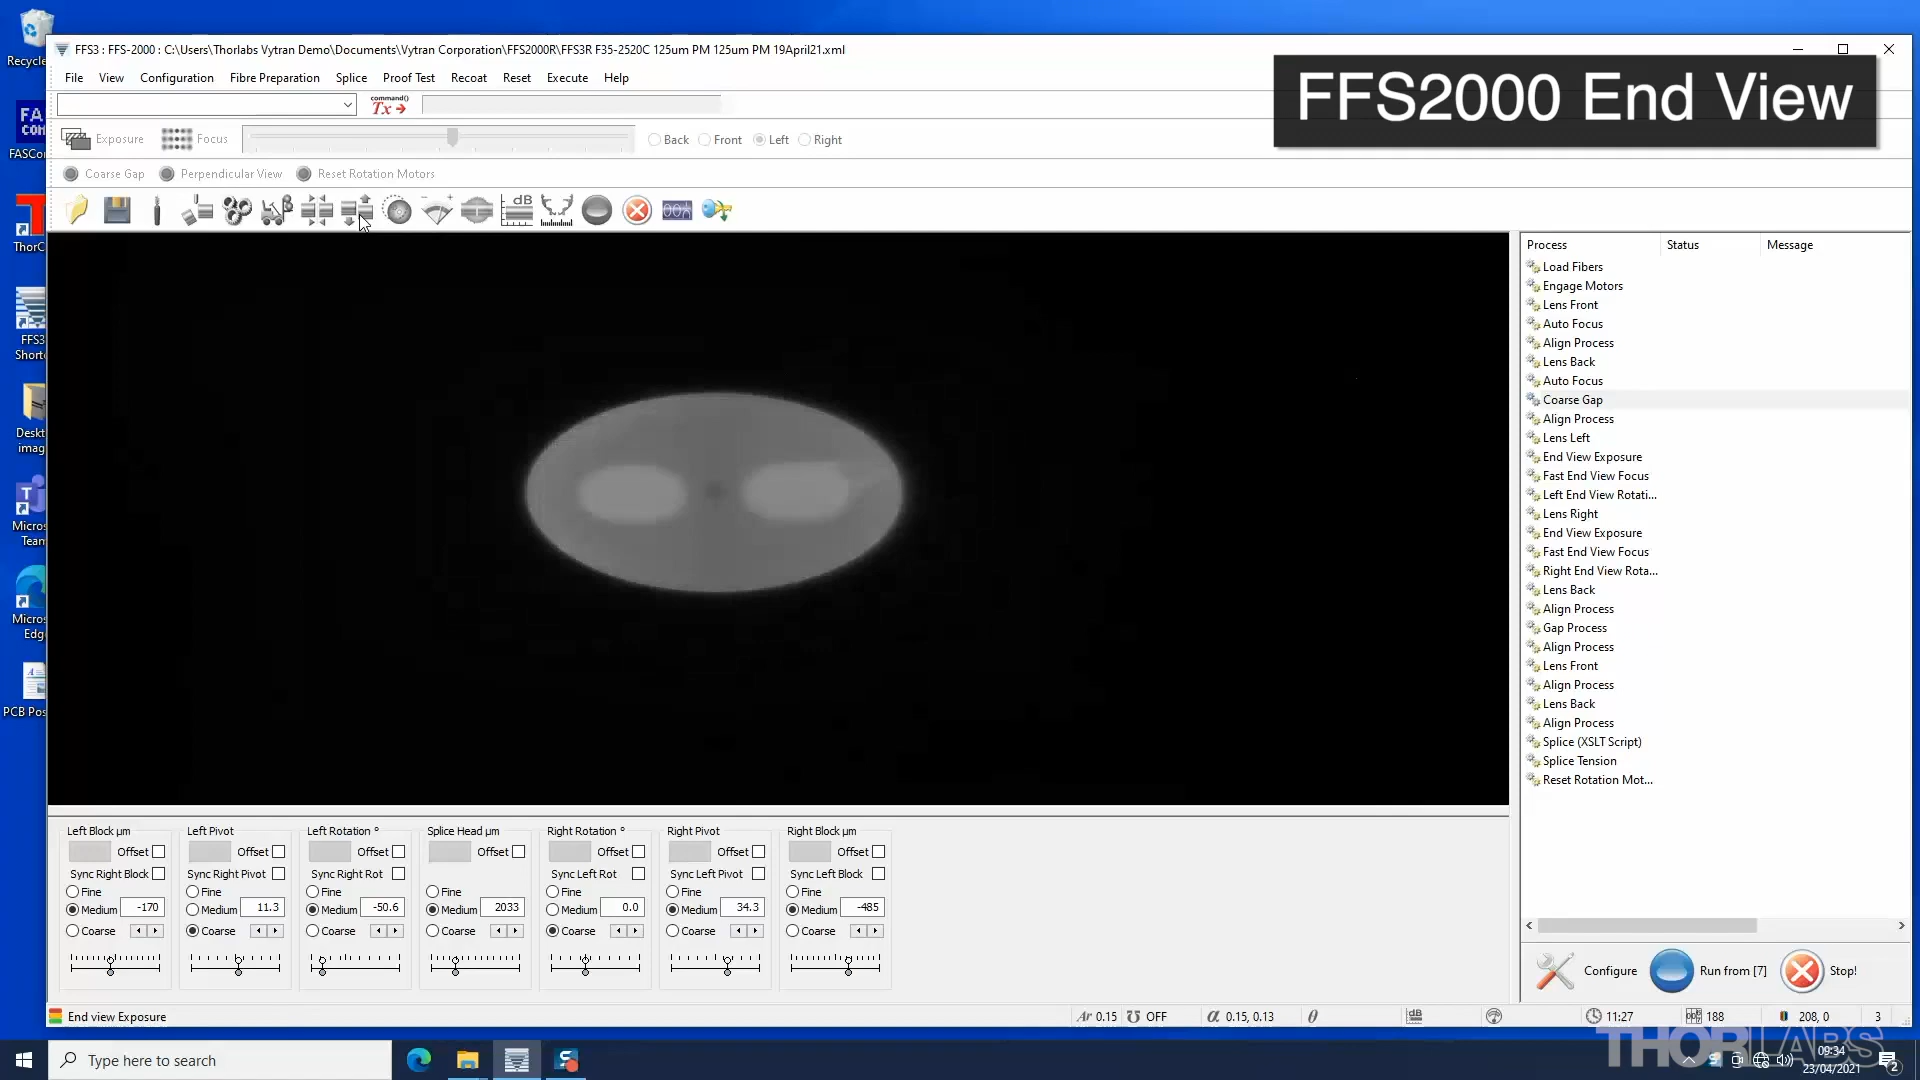 FFS3 : FFS-2000 : C:\Users\Thorlabs Vytran Demo\Documents\Vytran Corporation\FFS2000R\FFS3R F35-2520C 125um PM 125um PM 19April21.xml
FFS2000 End View
File View Configuration Fibre Preparation Splice Proof Test Recoat Reset Execute Help
command()
Tx
Exposure Focus Back Front Left Right
Coarse Gap Perpendicular View Reset Rotation Motors
dB
Recycle
FASCo
ThorC
FFS3
Shorto
Deskt
imag
Micros
Team
Micros
Edge
PCB Pos
Process Status Message
Load Fibers
Engage Motors
Lens Front
Auto Focus
Align Process
Lens Back
Auto Focus
Coarse Gap
Align Process
Lens Left
End View Exposure
Fast End View Focus
Left End View Rotati...
Lens Right
End View Exposure
Fast End View Focus
Right End View Rota...
Lens Back
Align Process
Gap Process
Align Process
Lens Front
Align Process
Lens Back
Align Process
Splice (XSLT Script)
Splice Tension
Reset Rotation Mot...
Configure Run from [7] Stop!
Left Block µm Left Pivot Left Rotation ° Splice Head µm Right Rotation ° Right Pivot Right Block µm
Offset Offset Offset Offset Offset Offset Offset
Sync Right Block Sync Right Pivot Sync Right Rot Sync Left Rot Sync Left Pivot Sync Left Block
Fine Fine Fine Fine Fine Fine Fine
Medium -170 Medium 11.3 Medium -50.6 Medium 2033 Medium 0.0 Medium 34.3 Medium -485
Coarse Coarse Coarse Coarse Coarse Coarse Coarse
End view Exposure Ar 0.15 OFF α 0.15, 0.13 θ dB 11:27 188 208, 0 3
THORLABS
Type here to search
09:34
23/04/2021
2